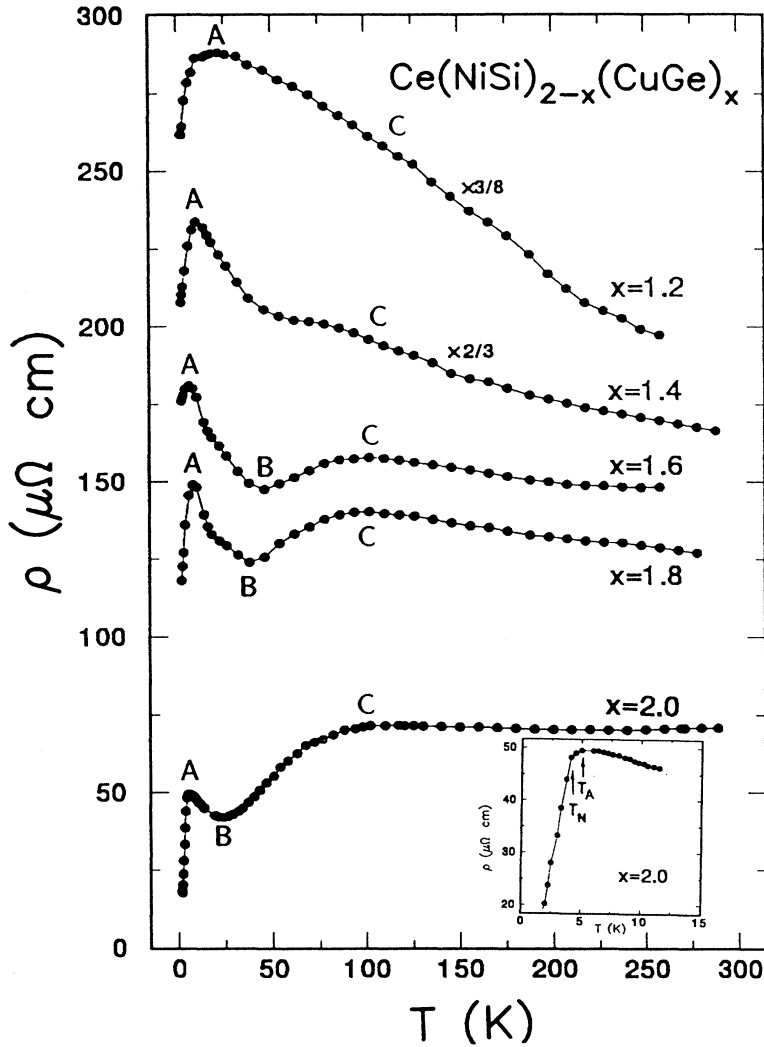 300
A
Ce(NiSi)2−x(CuGe)x
C
250
×3/8
A
x=1.2
200
C
×2/3
A
x=1.4
C
B
x=1.6
150
A
C
B
x=1.8
100
C
x=2.0
A
50
B
50
TA
40
TN
30
x=2.0
20
0
5
10
15
T (K)
ρ (μΩ cm)
0
0
50
100
150
200
250
300
T (K)
ρ (μΩ cm)